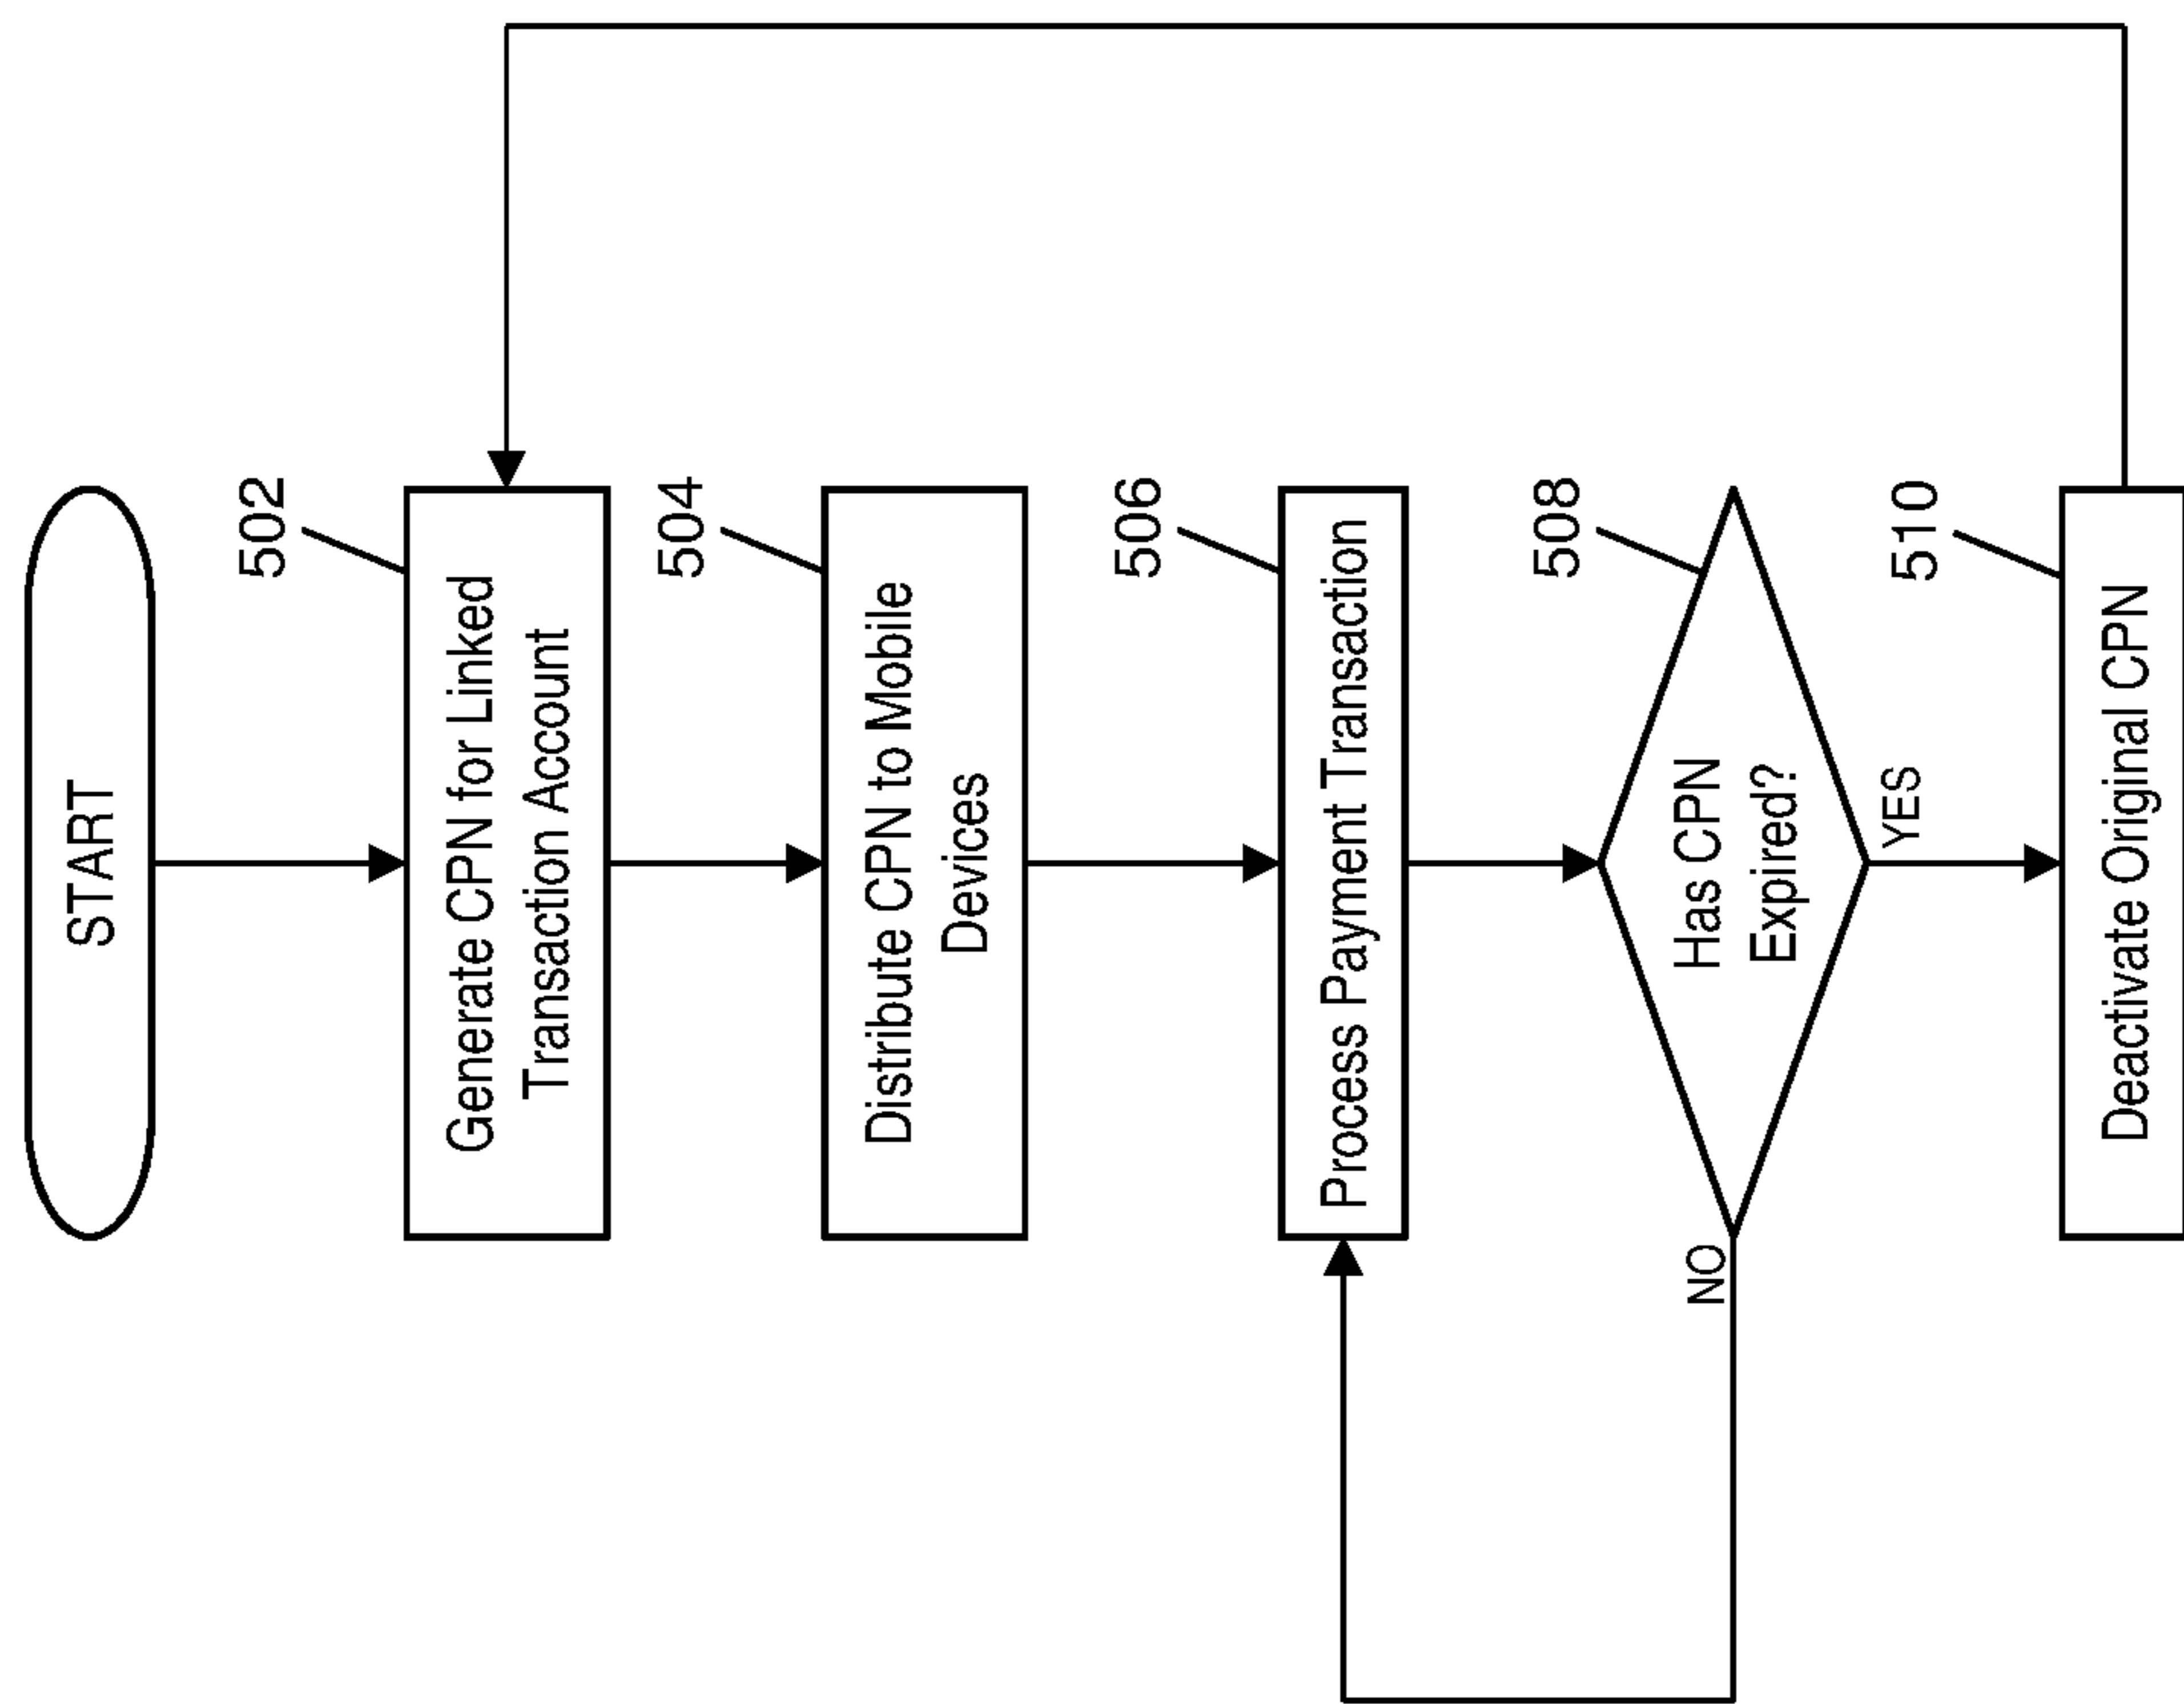 START
502
Generate CPN for Linked
Transaction Account
504
Distribute CPN to Mobile
Devices
506
Process Payment Transaction
508
Has CPN
Expired?
NO
YES
510
Deactivate Original CPN